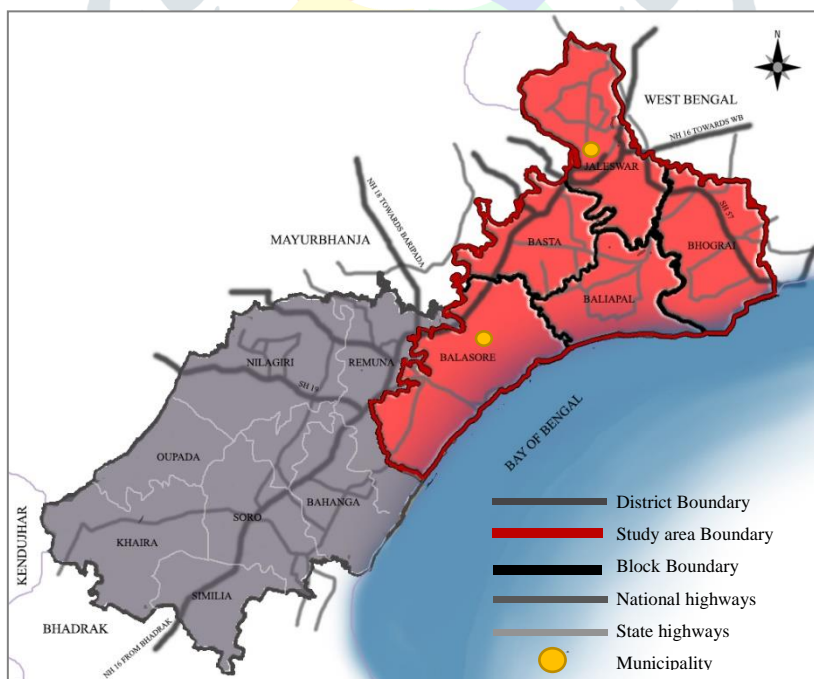 N
WEST BENGAL
NH 16 TOWARDS WB
JALESWAR
NH 18 TOWARDS BARIPADA
SH 57
MAYURBHANJA
BASTA
BHOGRAI
BALIAPAL
NILAGIRI
REMUNA
BALASORE
SH 19
BAY OF BENGAL
OUPADA
BAHANGA
SORO
KHAIRA
KENDUJHAR
SIMILIA
BHADRAK
NH 16 FROM BHADRAK
District Boundary
Study area Boundary
Block Boundary
National highways
State highways
Municipality